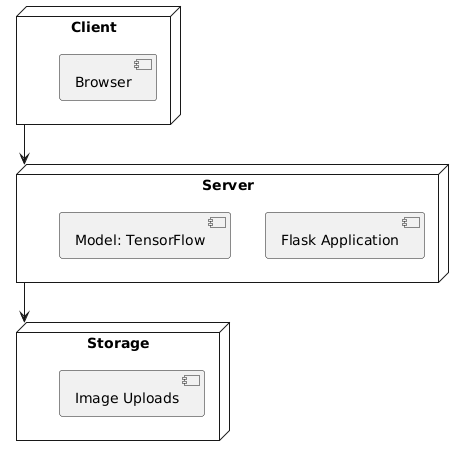 Client
Browser
Server
Model: TensorFlow
Flask Application
Storage
Image Uploads